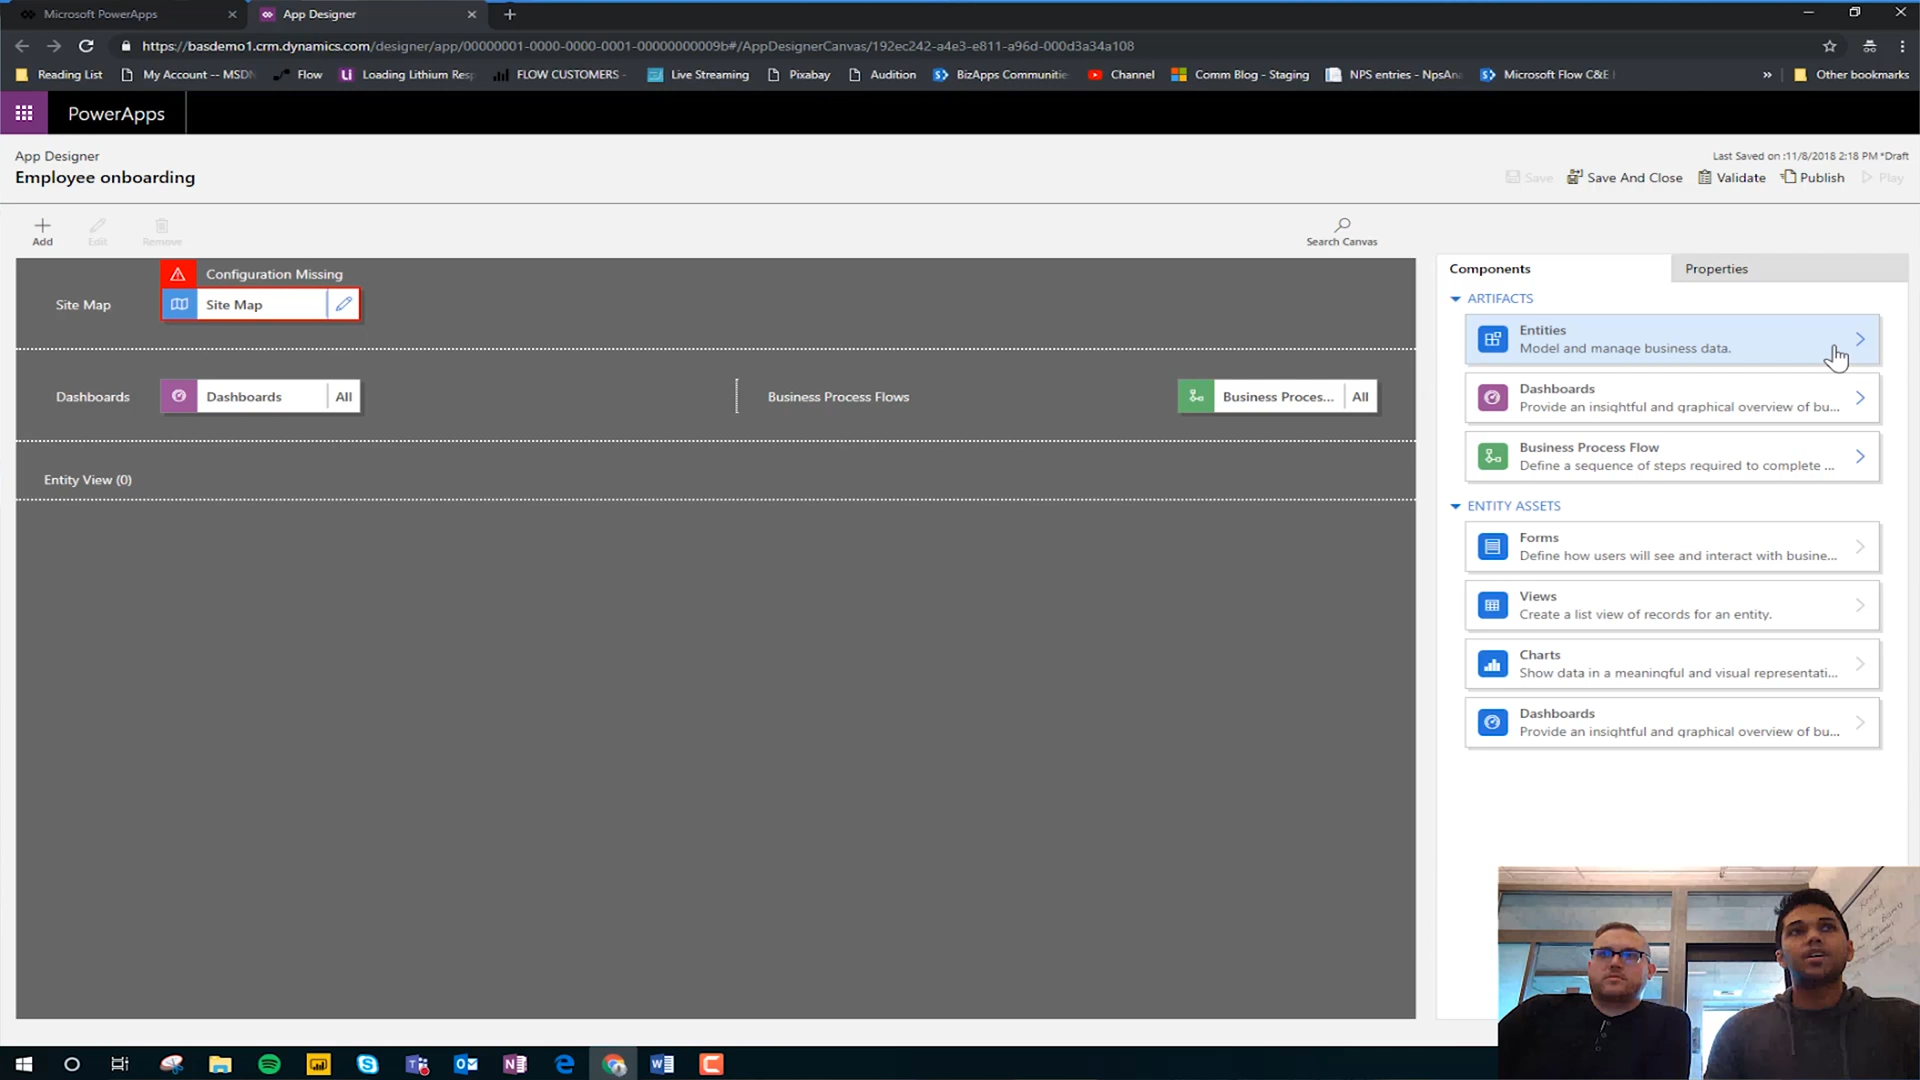 Microsoft PowerApps
App Designer
https://basdemo1.crm.dynamics.com/designer/app/00000001-0000-0000-0001-00000000009b#/AppDesignerCanvas/192ec242-a4e3-e811-a96d-000d3a34a108
Reading List
My Account -- MSDN
Flow
Loading Lithium Resp
FLOW CUSTOMERS -
Live Streaming
Pixabay
Audition
BizApps Communitie
Channel
Comm Blog - Staging
NPS entries - NpsAna
Microsoft Flow C&E
»
Other bookmarks
PowerApps
App Designer
Last Saved on :11/8/2018 2:18 PM *Draft
Employee onboarding
Save
Save And Close
Validate
Publish
Play
Add
Edit
Remove
Search Canvas
Configuration Missing
Site Map
Site Map
Dashboards
Dashboards
All
Business Process Flows
Business Proces...
All
Entity View (0)
Components
Properties
ARTIFACTS
Entities
Model and manage business data.
Dashboards
Provide an insightful and graphical overview of bu...
Business Process Flow
Define a sequence of steps required to complete ...
ENTITY ASSETS
Forms
Define how users will see and interact with busine...
Views
Create a list view of records for an entity.
Charts
Show data in a meaningful and visual representati...
Dashboards
Provide an insightful and graphical overview of bu...